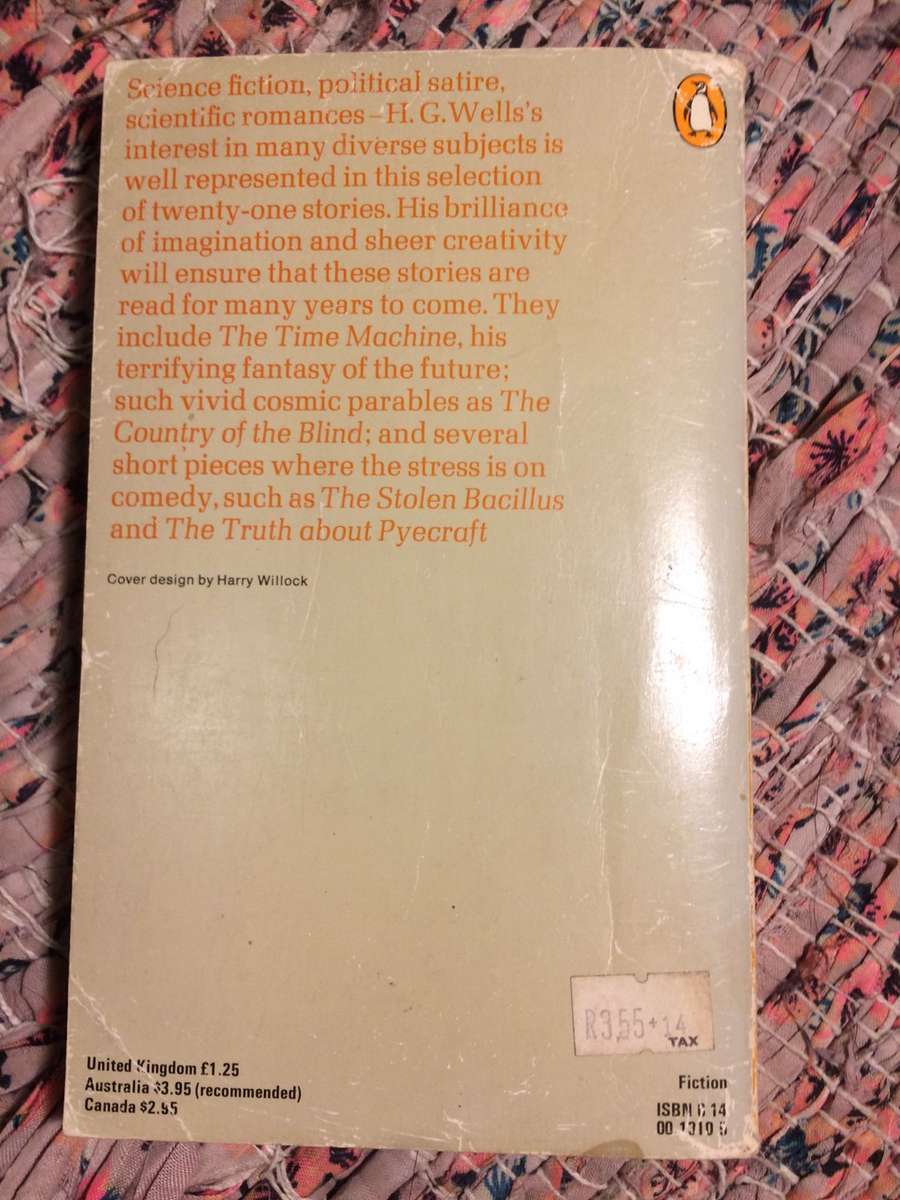 Science fiction, political satire,
scientific romances – H. G. Wells's
interest in many diverse subjects is
well represented in this selection
of twenty-one stories. His brilliance
of imagination and sheer creativity
will ensure that these stories are
read for many years to come. They
include The Time Machine, his
terrifying fantasy of the future;
such vivid cosmic parables as The
Country of the Blind; and several
short pieces where the stress is on
comedy, such as The Stolen Bacillus
and The Truth about Pyecraft
Cover design by Harry Willock
R3,55+14
TAX
United Kingdom £1.25
Australia $3.95 (recommended)
Canada $2.95
Fiction
ISBN 0 14
00 1310